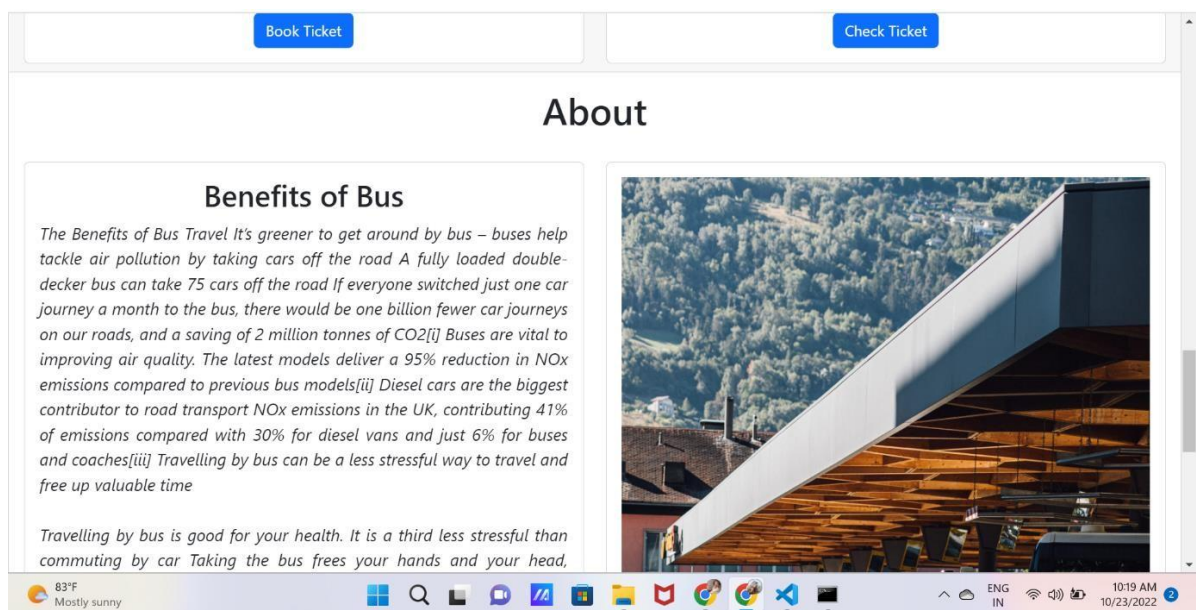 Book Ticket
Check Ticket
About
Benefits of Bus
The Benefits of Bus Travel It's greener to get around by bus – buses help
tackle air pollution by taking cars off the road A fully loaded double-
decker bus can take 75 cars off the road If everyone switched just one car
journey a month to the bus, there would be one billion fewer car journeys
on our roads, and a saving of 2 million tonnes of CO2[i] Buses are vital to
improving air quality. The latest models deliver a 95% reduction in NOx
emissions compared to previous bus models[ii] Diesel cars are the biggest
contributor to road transport NOx emissions in the UK, contributing 41%
of emissions compared with 30% for diesel vans and just 6% for buses
and coaches[iii] Travelling by bus can be a less stressful way to travel and
free up valuable time
Travelling by bus is good for your health. It is a third less stressful than
commuting by car Taking the bus frees your hands and your head,
83°F
Mostly sunny
ENG
IN
10:19 AM
10/23/2022
2